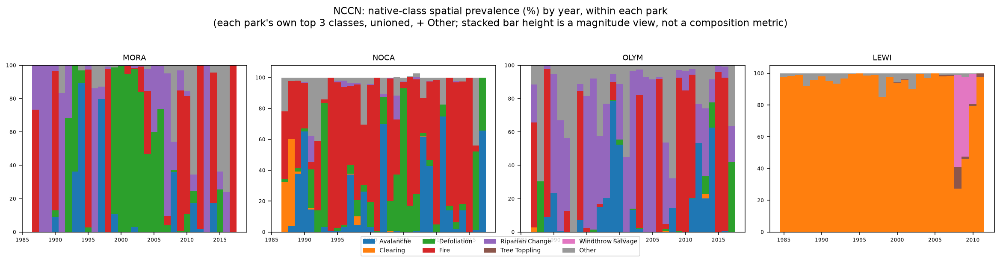 NCCN: native-class spatial prevalence (%) by year, within each park
(each park's own top 3 classes, unioned, + Other; stacked bar height is a magnitude view, not a composition metric)
MORA
100
80
60
40
20
0
1985 1990 1995 2000 2005 2010 2015
NOCA
100
80
60
40
20
0
1985 1990 1995 2000 2005 2010 2015
OLYM
100
80
60
40
20
0
1985 1990 1995 2000 2005 2010 2015
LEWI
100
80
60
40
20
0
1985 1990 1995 2000 2005 2010
Avalanche Defoliation Riparian Change Windthrow Salvage
Clearing Fire Tree Toppling Other